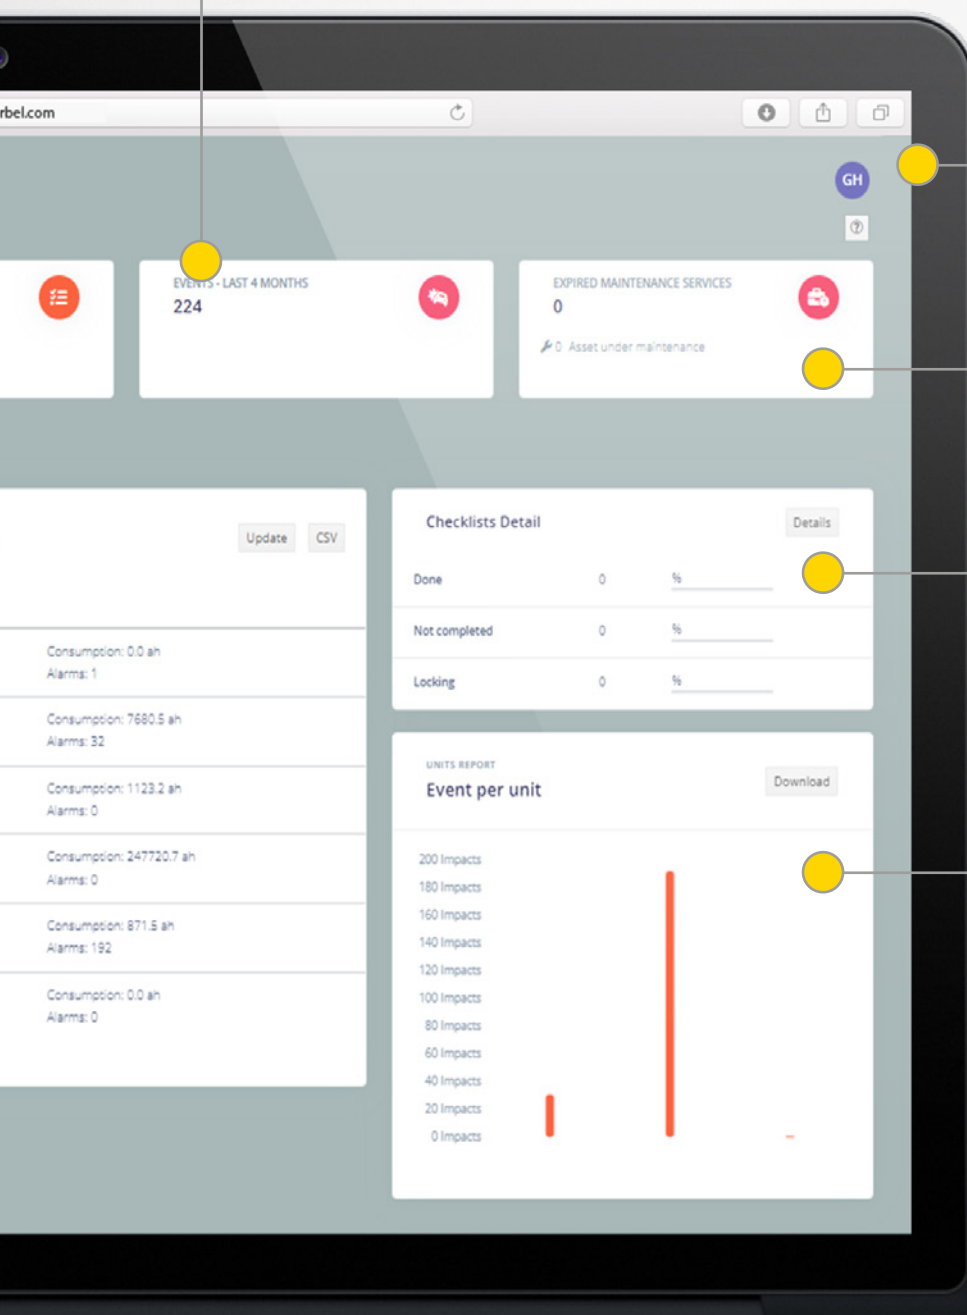 rbel.com
GH
EVENTS - LAST 4 MONTHS
224
EXPIRED MAINTENANCE SERVICES
0
0 Asset under maintenance
Update
CSV
Consumption: 0.0 ah
Alarms: 1
Consumption: 7680.5 ah
Alarms: 32
Consumption: 1123.2 ah
Alarms: 0
Consumption: 247720.7 ah
Alarms: 0
Consumption: 871.5 ah
Alarms: 192
Consumption: 0.0 ah
Alarms: 0
Checklists Detail
Details
Done 0 %
Not completed 0 %
Locking 0 %
UNITS REPORT
Event per unit
Download
200 Impacts
180 Impacts
160 Impacts
140 Impacts
120 Impacts
100 Impacts
80 Impacts
60 Impacts
40 Impacts
20 Impacts
0 Impacts